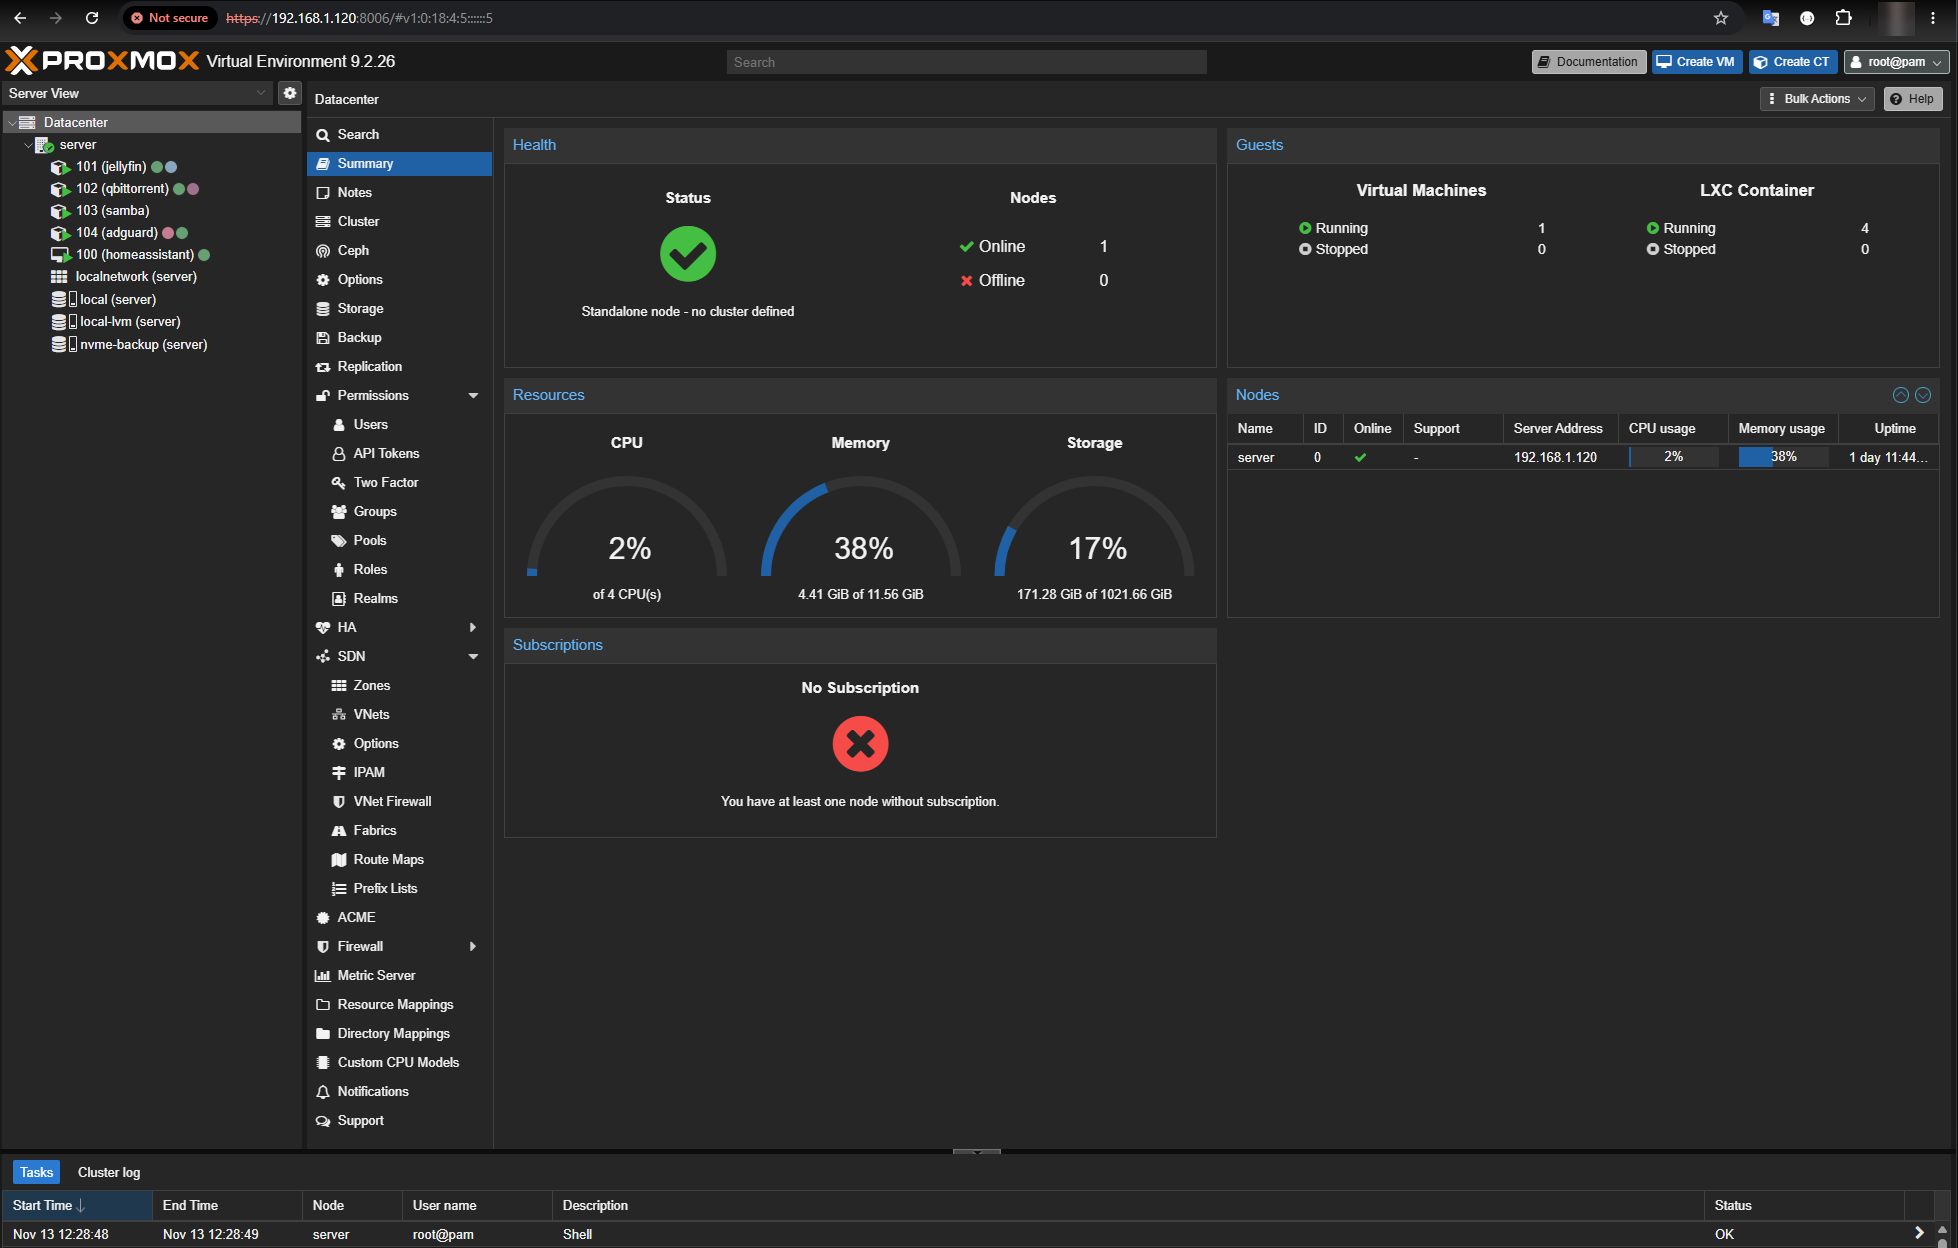 Not secure https://192.168.1.120:8006/#v1:0:18:4:5::::::5
PROXMOX Virtual Environment 9.2.26
Search
Documentation
Create VM
Create CT
root@pam
Server View
Datacenter
server
101 (jellyfin)
102 (qbittorrent)
103 (samba)
104 (adguard)
100 (homeassistant)
localnetwork (server)
local (server)
local-lvm (server)
nvme-backup (server)
Datacenter
Bulk Actions
Help
Search
Summary
Notes
Cluster
Ceph
Options
Storage
Backup
Replication
Permissions
Users
API Tokens
Two Factor
Groups
Pools
Roles
Realms
HA
SDN
Zones
VNets
Options
IPAM
VNet Firewall
Fabrics
Route Maps
Prefix Lists
ACME
Firewall
Metric Server
Resource Mappings
Directory Mappings
Custom CPU Models
Notifications
Support
Health
Status
Standalone node - no cluster defined
Nodes
Online 1
Offline 0
Guests
Virtual Machines
Running 1
Stopped 0
LXC Container
Running 4
Stopped 0
Resources
CPU
2%
of 4 CPU(s)
Memory
38%
4.41 GiB of 11.56 GiB
Storage
17%
171.28 GiB of 1021.66 GiB
Nodes
Name ID Online Support Server Address CPU usage Memory usage Uptime
server 0 - 192.168.1.120 2% 38% 1 day 11:44...
Subscriptions
No Subscription
You have at least one node without subscription.
Tasks Cluster log
Start Time End Time Node User name Description Status
Nov 13 12:28:48 Nov 13 12:28:49 server root@pam Shell OK